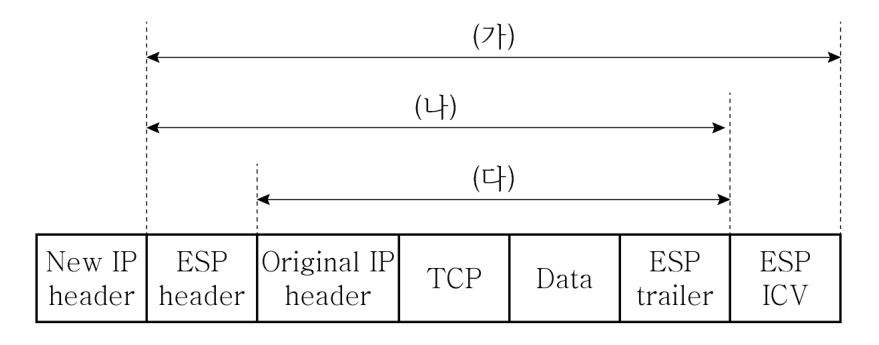 (가)
(나)
(다)
New IP header
ESP header
Original IP header
TCP
Data
ESP trailer
ESP ICV